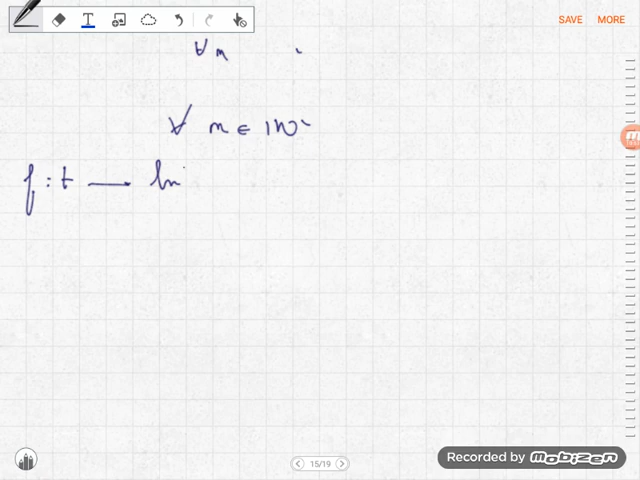 SAVE MORE
∀ n
∀ n ∈ IN*
f : t → ln
15/19
Recorded by MOBIZEN